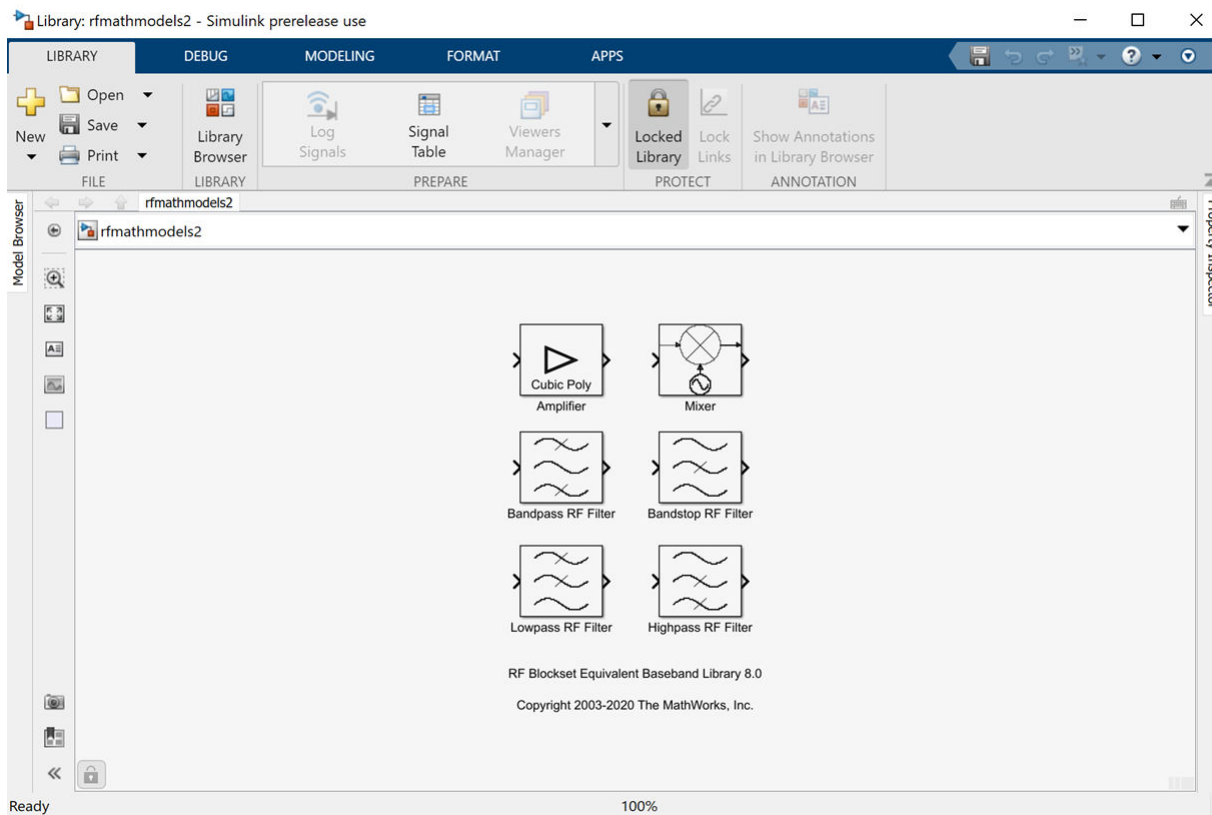 Library: rfmathmodels2 - Simulink prerelease use
LIBRARY DEBUG MODELING FORMAT APPS
New
Open
Save
Print
FILE
Library
Browser
LIBRARY
Log
Signals
Signal
Table
Viewers
Manager
PREPARE
Locked
Library
Lock
Links
PROTECT
Show Annotations
in Library Browser
ANNOTATION
Model Browser
rfmathmodels2
rfmathmodels2
Property Inspector
Cubic Poly
Amplifier
Mixer
Bandpass RF Filter
Bandstop RF Filter
Lowpass RF Filter
Highpass RF Filter
RF Blockset Equivalent Baseband Library 8.0
Copyright 2003-2020 The MathWorks, Inc.
Ready
100%